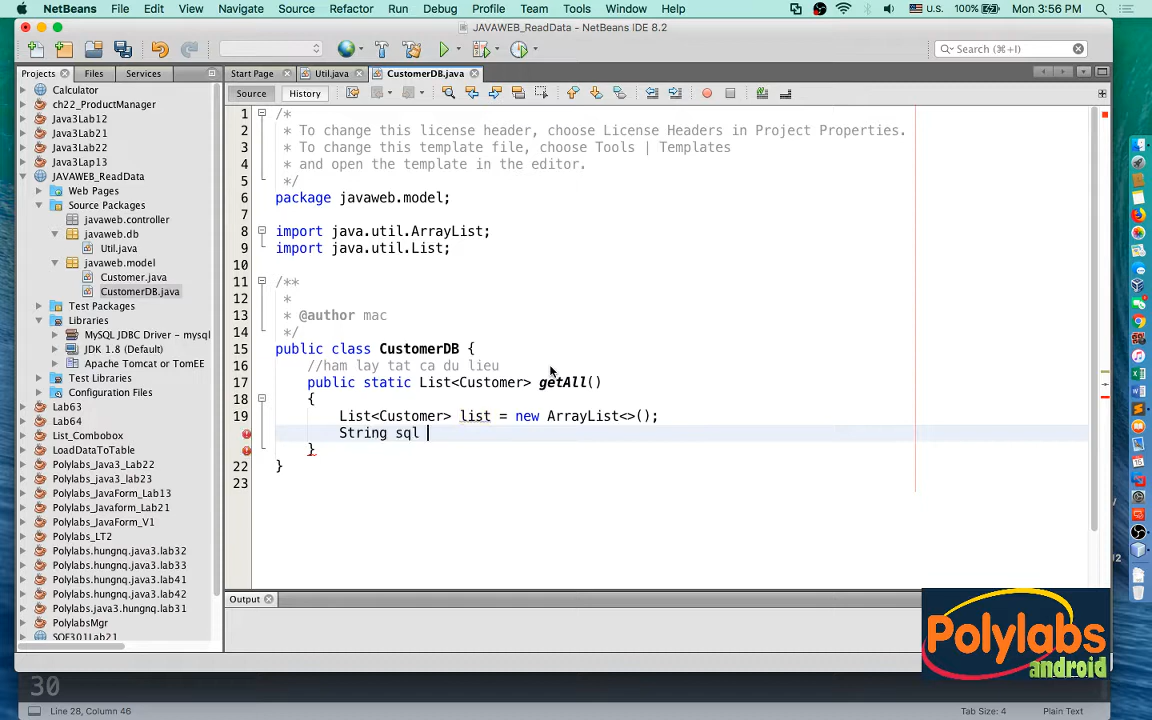 NetBeans File Edit View Navigate Source Refactor Run Debug Profile Team Tools Window Help U.S. 100% Mon 3:56 PM
JAVAWEB_ReadData - NetBeans IDE 8.2
Search (⌘+I)
Projects Files Services
Start Page Util.java CustomerDB.java
Source History
Calculator
ch22_ProductManager
Java3Lab12
Java3Lab21
Java3Lab22
Java3Lap13
JAVAWEB_ReadData
Web Pages
Source Packages
javaweb.controller
javaweb.db
Util.java
javaweb.model
Customer.java
CustomerDB.java
Test Packages
Libraries
MySQL JDBC Driver - mysql
JDK 1.8 (Default)
Apache Tomcat or TomEE
Test Libraries
Configuration Files
Lab63
Lab64
List_Combobox
LoadDataToTable
Polylabs_Java3_Lab22
Polylabs_java3_lab23
Polylabs_JavaForm_Lab13
Polylabs_Javaform_Lab21
Polylabs_JavaForm_V1
Polylabs_LT2
Polylabs.hungnq.java3.lab32
Polylabs.hungnq.java3.lab33
Polylabs.hungnq.java3.lab41
Polylabs.hungnq.java3.lab42
Polylabs.java3.hungnq.lab31
PolylabsMgr
SOF301Lab21
1 /*
2 * To change this license header, choose License Headers in Project Properties.
3 * To change this template file, choose Tools | Templates
4 * and open the template in the editor.
5 */
6 package javaweb.model;
7
8 import java.util.ArrayList;
9 import java.util.List;
10
11 /**
12 *
13 * @author mac
14 */
15 public class CustomerDB {
16 //ham lay tat ca du lieu
17 public static List<Customer> getAll()
18 {
19 List<Customer> list = new ArrayList<>();
String sql
}
22 }
23
Output
Polylabs
android
30
Line 28, Column 46 Tab Size: 4 Plain Text